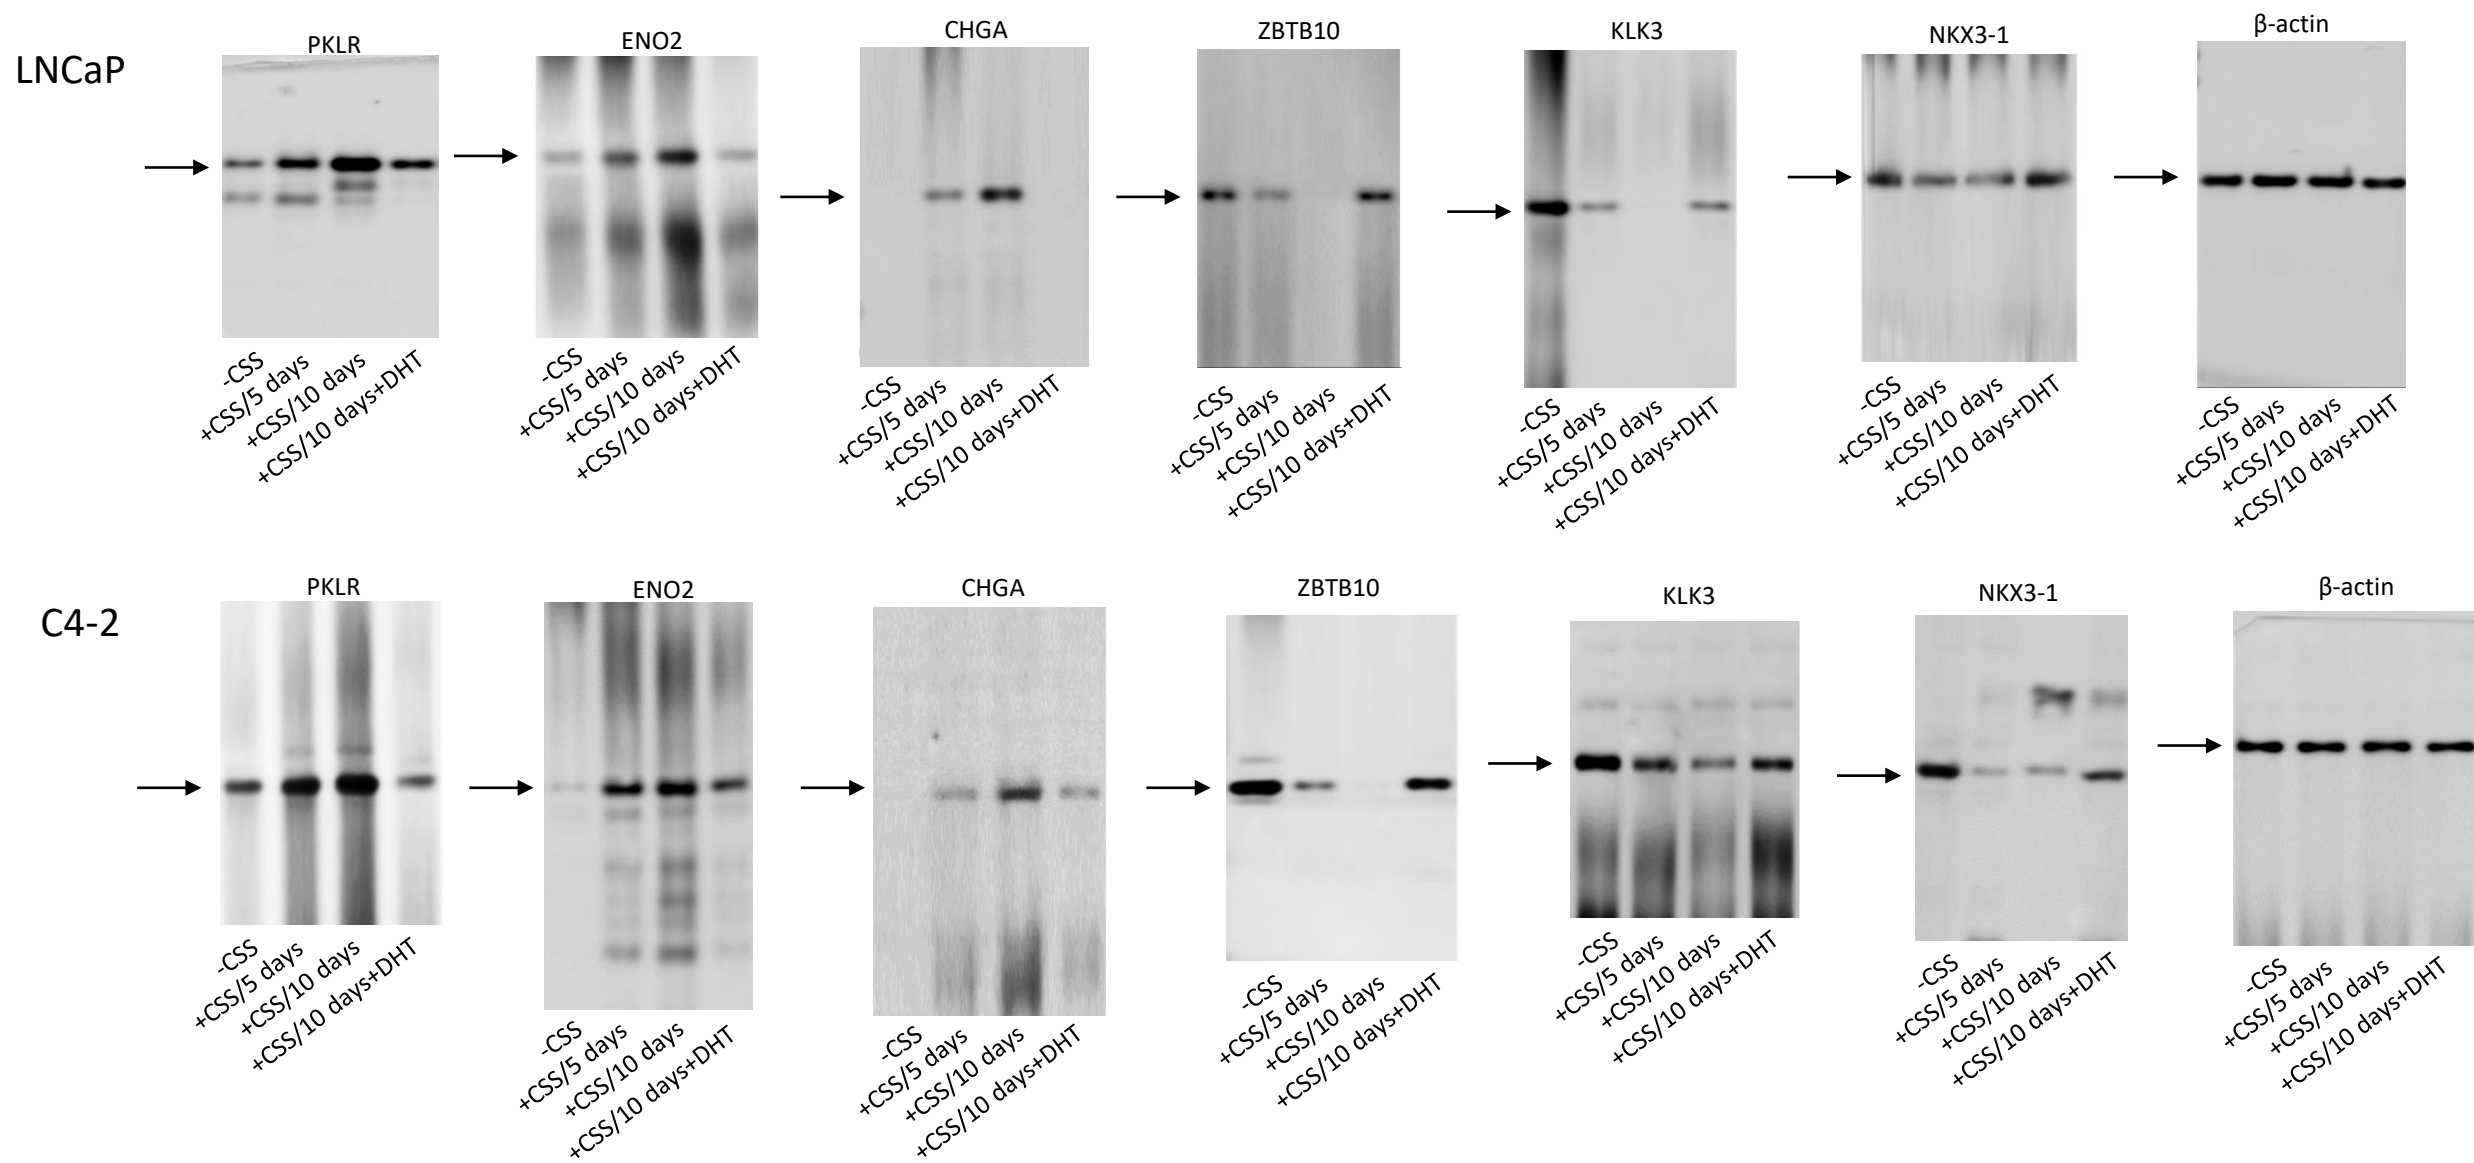 LNCaP
PKLR
ENO2
CHGA
ZBTB10
KLK3
NKX3-1
β-actin
-CSS
+CSS/5 days
+CSS/10 days
+CSS/10 days+DHT
-CSS
+CSS/5 days
+CSS/10 days
+CSS/10 days+DHT
-CSS
+CSS/5 days
+CSS/10 days
+CSS/10 days+DHT
-CSS
+CSS/5 days
+CSS/10 days
+CSS/10 days+DHT
-CSS
+CSS/5 days
+CSS/10 days
+CSS/10 days+DHT
-CSS
+CSS/5 days
+CSS/10 days
+CSS/10 days+DHT
-CSS
+CSS/5 days
+CSS/10 days
+CSS/10 days+DHT
C4-2
PKLR
ENO2
CHGA
ZBTB10
KLK3
NKX3-1
β-actin
-CSS
+CSS/5 days
+CSS/10 days
+CSS/10 days+DHT
-CSS
+CSS/5 days
+CSS/10 days
+CSS/10 days+DHT
-CSS
+CSS/5 days
+CSS/10 days
+CSS/10 days+DHT
-CSS
+CSS/5 days
+CSS/10 days
+CSS/10 days+DHT
-CSS
+CSS/5 days
+CSS/10 days
+CSS/10 days+DHT
-CSS
+CSS/5 days
+CSS/10 days
+CSS/10 days+DHT
-CSS
+CSS/5 days
+CSS/10 days
+CSS/10 days+DHT